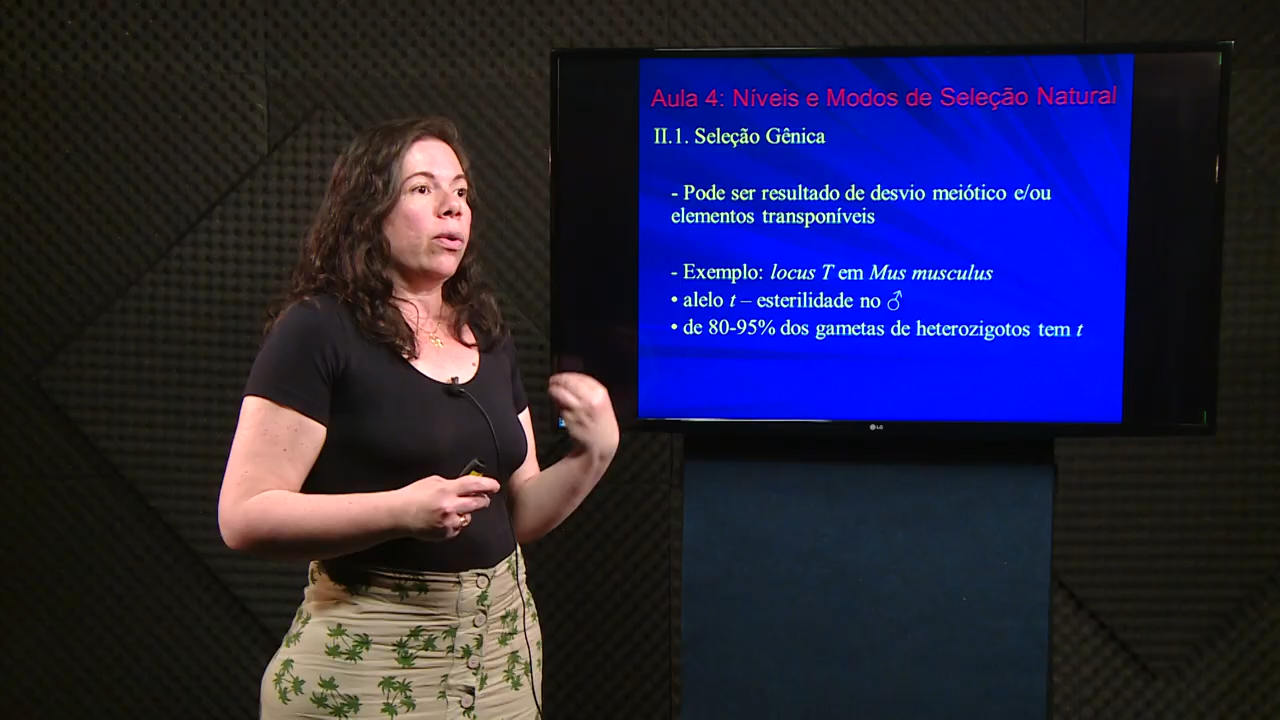 Aula 4: Níveis e Modos de Seleção Natural
II.1. Seleção Gênica
- Pode ser resultado de desvio meiótico e/ou
elementos transponíveis
- Exemplo: locus T em Mus musculus
• alelo t – esterilidade no ♂
• de 80-95% dos gametas de heterozigotos tem t
LG